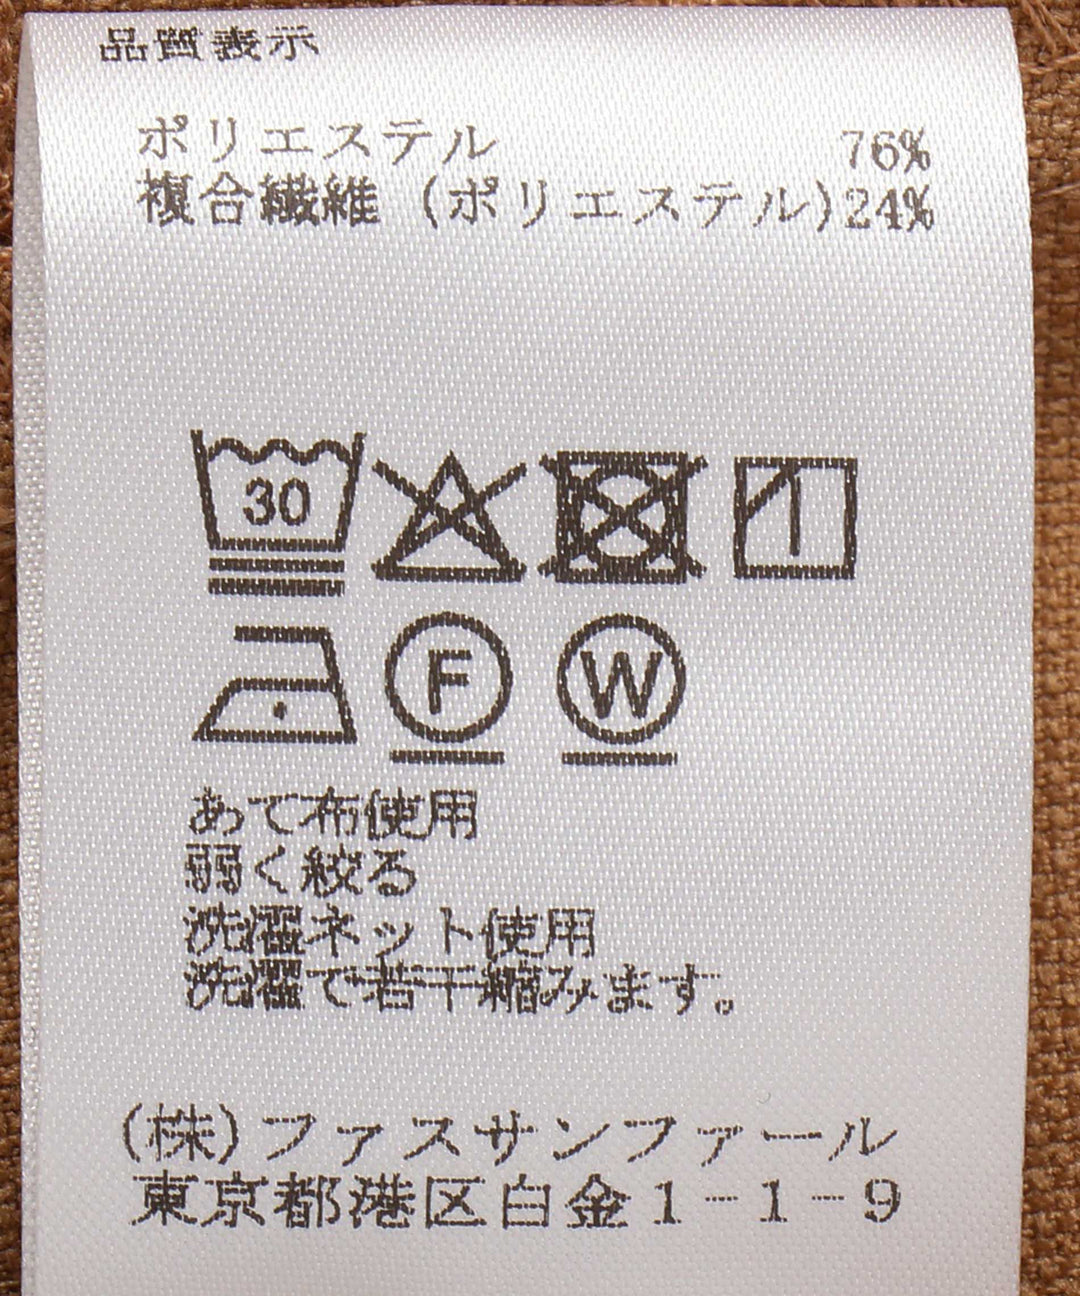 品質表示
ポリエステル 76%
複合繊維 (ポリエステル)24%
30
F W
あて布使用
弱く絞る
洗濯ネット使用
洗濯で若干縮みます。
(株)ファスサンファール
東京都港区白金1-1-9